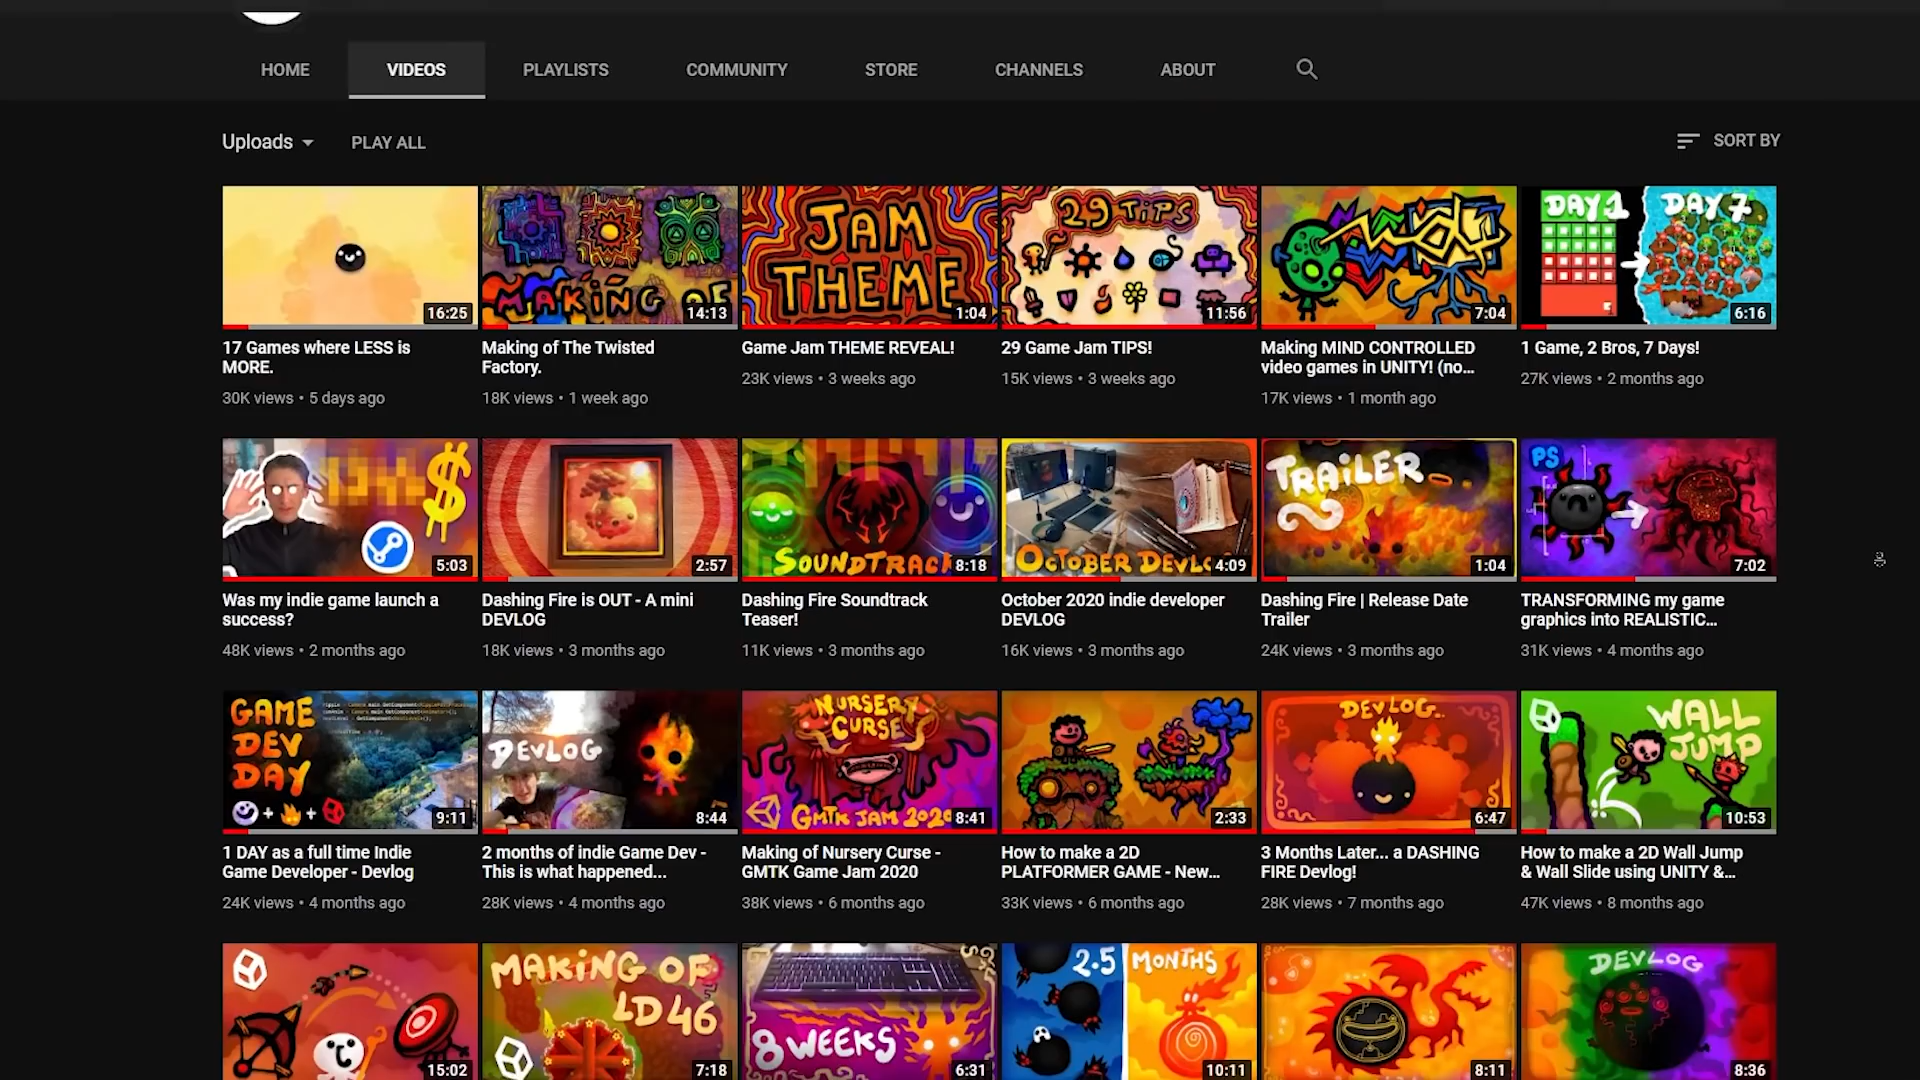 HOME VIDEOS PLAYLISTS COMMUNITY STORE CHANNELS ABOUT
Uploads PLAY ALL SORT BY
16:25
MAKING OF
14:13
JAM
THEME
1:04
29 TIPS
11:56
7:04
DAY 1 DAY 7
6:16
17 Games where LESS is
MORE.
30K views • 5 days ago
Making of The Twisted
Factory.
18K views • 1 week ago
Game Jam THEME REVEAL!
23K views • 3 weeks ago
29 Game Jam TIPS!
15K views • 3 weeks ago
Making MIND CONTROLLED
video games in UNITY! (no...
17K views • 1 month ago
1 Game, 2 Bros, 7 Days!
27K views • 2 months ago
$
5:03
2:57
SOUNDTRACK
8:18
OCTOBER DEVLO
4:09
TRAILER
1:04
PS
7:02
Was my indie game launch a
success?
48K views • 2 months ago
Dashing Fire is OUT - A mini
DEVLOG
18K views • 3 months ago
Dashing Fire Soundtrack
Teaser!
11K views • 3 months ago
October 2020 indie developer
DEVLOG
16K views • 3 months ago
Dashing Fire | Release Date
Trailer
24K views • 3 months ago
TRANSFORMING my game
graphics into REALISTIC...
31K views • 4 months ago
GAME
DEV
DAY
+ +
9:11
DEVLOG
8:44
NURSERY
CURSE
GMTK JAM 2020
8:41
2:33
DEVLOG..
6:47
WALL
JUMP
10:53
1 DAY as a full time Indie
Game Developer - Devlog
24K views • 4 months ago
2 months of indie Game Dev -
This is what happened...
28K views • 4 months ago
Making of Nursery Curse -
GMTK Game Jam 2020
38K views • 6 months ago
How to make a 2D
PLATFORMER GAME - New...
33K views • 6 months ago
3 Months Later... a DASHING
FIRE Devlog!
28K views • 7 months ago
How to make a 2D Wall Jump
& Wall Slide using UNITY &...
47K views • 8 months ago
15:02
MAKING OF
LD 46
7:18
8 WEEKS
6:31
2.5 MONTHS
10:11
8:11
DEVLOG
8:36